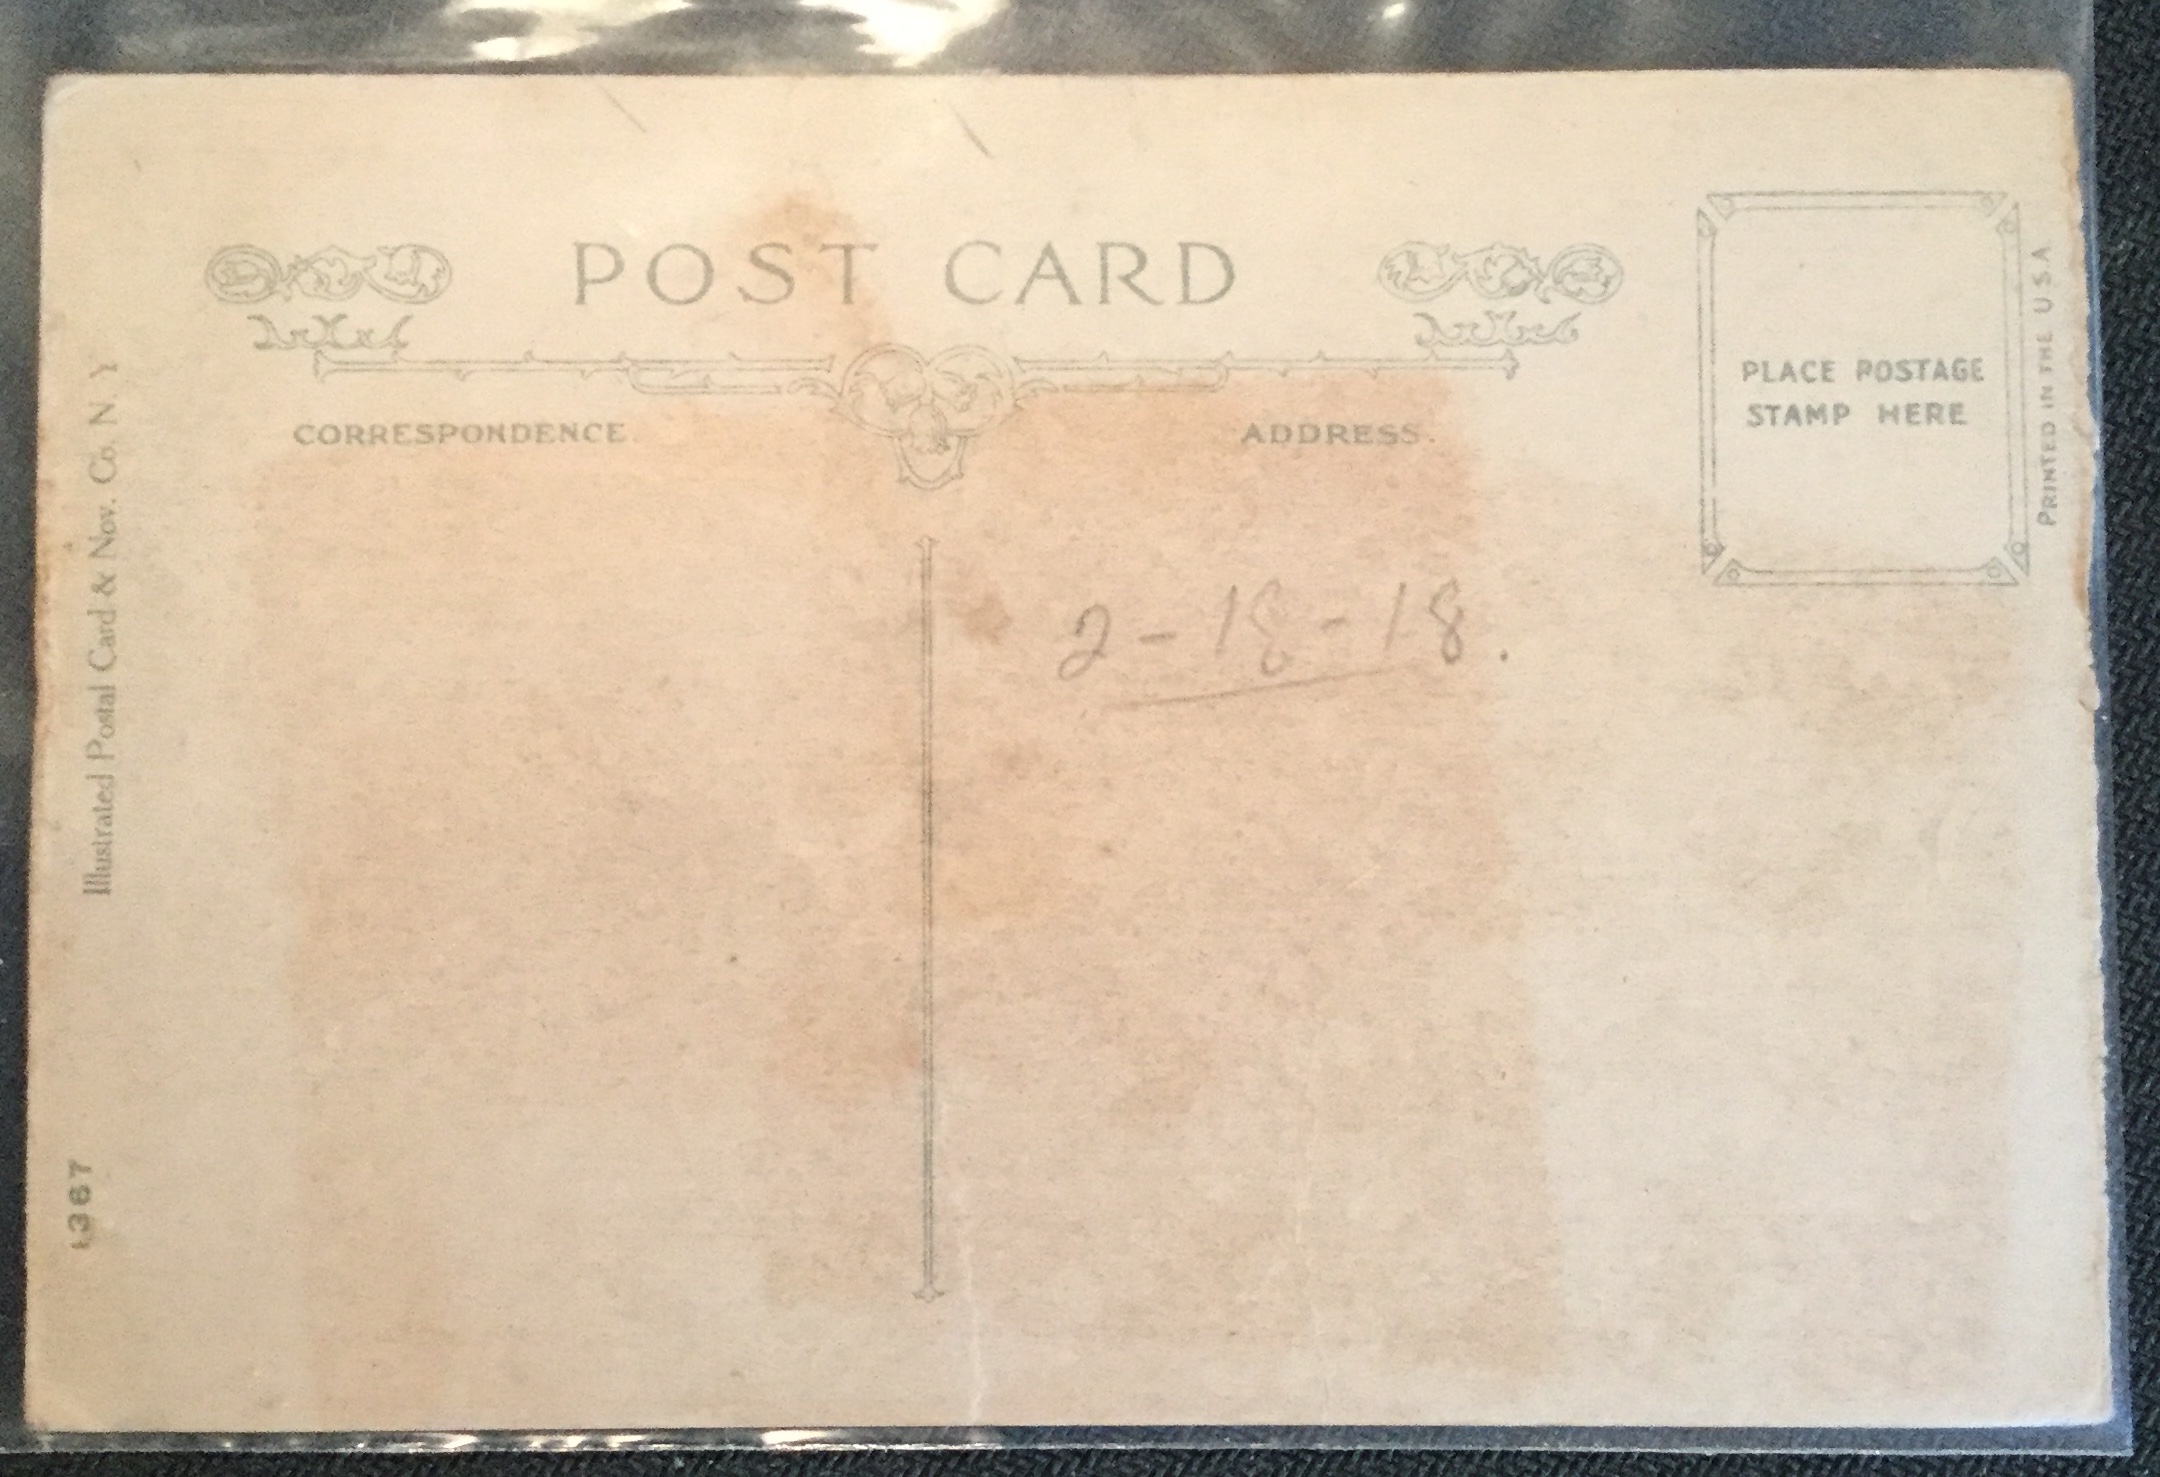 POST CARD
CORRESPONDENCE.
ADDRESS.
PLACE POSTAGE
STAMP HERE
PRINTED IN THE U.S.A.
2-18-18.
Illustrated Postal Card & Nov. Co. N. Y
1367